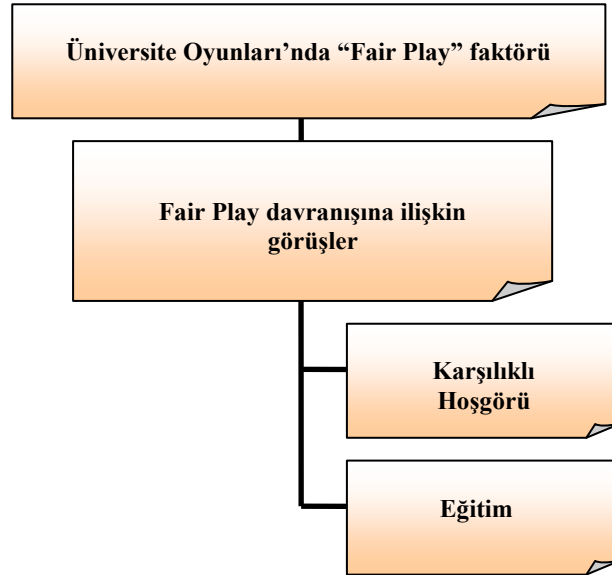 Üniversite Oyunları’nda “Fair Play” faktörü
Fair Play davranışına ilişkin
görüşler
Karşılıklı
Hoşgörü
Eğitim